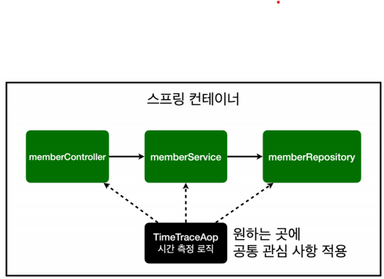 스프링 컨테이너
memberController
memberService
memberRepository
TimeTraceAop
시간 측정 로직
원하는 곳에
공통 관심 사항 적용